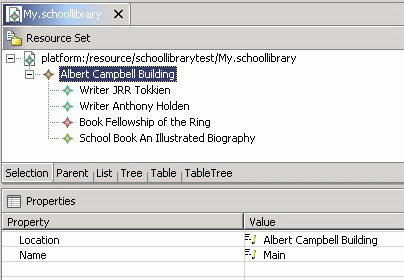 My.schoollibrary
Resource Set
platform:/resource/schoollibrarytest/My.schoollibrary
Albert Campbell Building
Writer JRR Tokkien
Writer Anthony Holden
Book Fellowship of the Ring
School Book An Illustrated Biography
Selection Parent List Tree Table TableTree
Properties
Property Value
Location Albert Campbell Building
Name Main